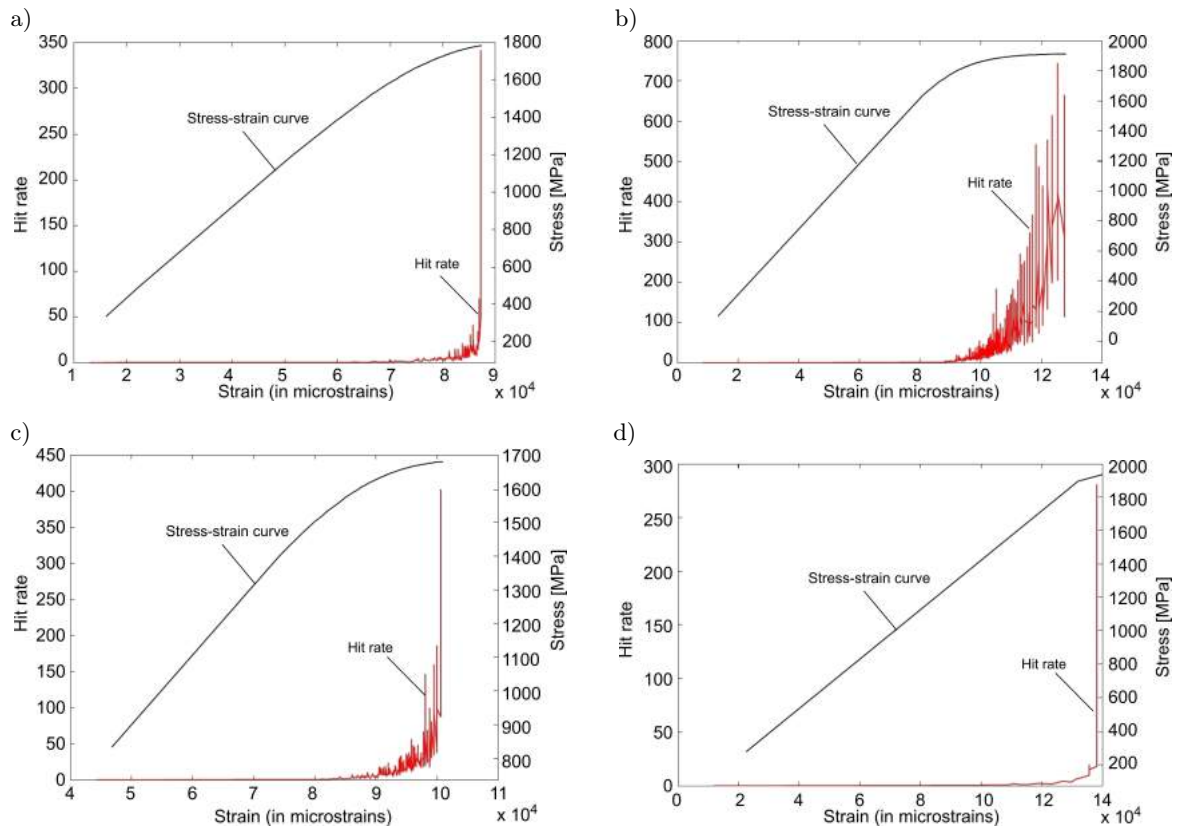 a)
350
300
250
200
150
100
50
0
Hit rate
1800
1600
1400
1200
1000
800
600
400
200
Stress [MPa]
Stress-strain curve
Hit rate
1 2 3 4 5 6 7 8 9
Strain (in microstrains)
x 10⁴
b)
800
700
600
500
400
300
200
100
0
Hit rate
2000
1800
1600
1400
1200
1000
800
600
400
200
0
Stress [MPa]
Stress-strain curve
Hit rate
0 2 4 6 8 10 12 14
Strain (in microstrains)
x 10⁴
c)
450
400
350
300
250
200
150
100
50
0
Hit rate
1700
1600
1500
1400
1300
1200
1100
1000
900
800
Stress [MPa]
Stress-strain curve
Hit rate
4 5 6 7 8 9 10 11
Strain (in microstrains)
x 10⁴
d)
300
250
200
150
100
50
0
Hit rate
2000
1800
1600
1400
1200
1000
800
600
400
200
Stress [MPa]
Stress-strain curve
Hit rate
0 2 4 6 8 10 12 14
Strain (in microstrains)
x 10⁴